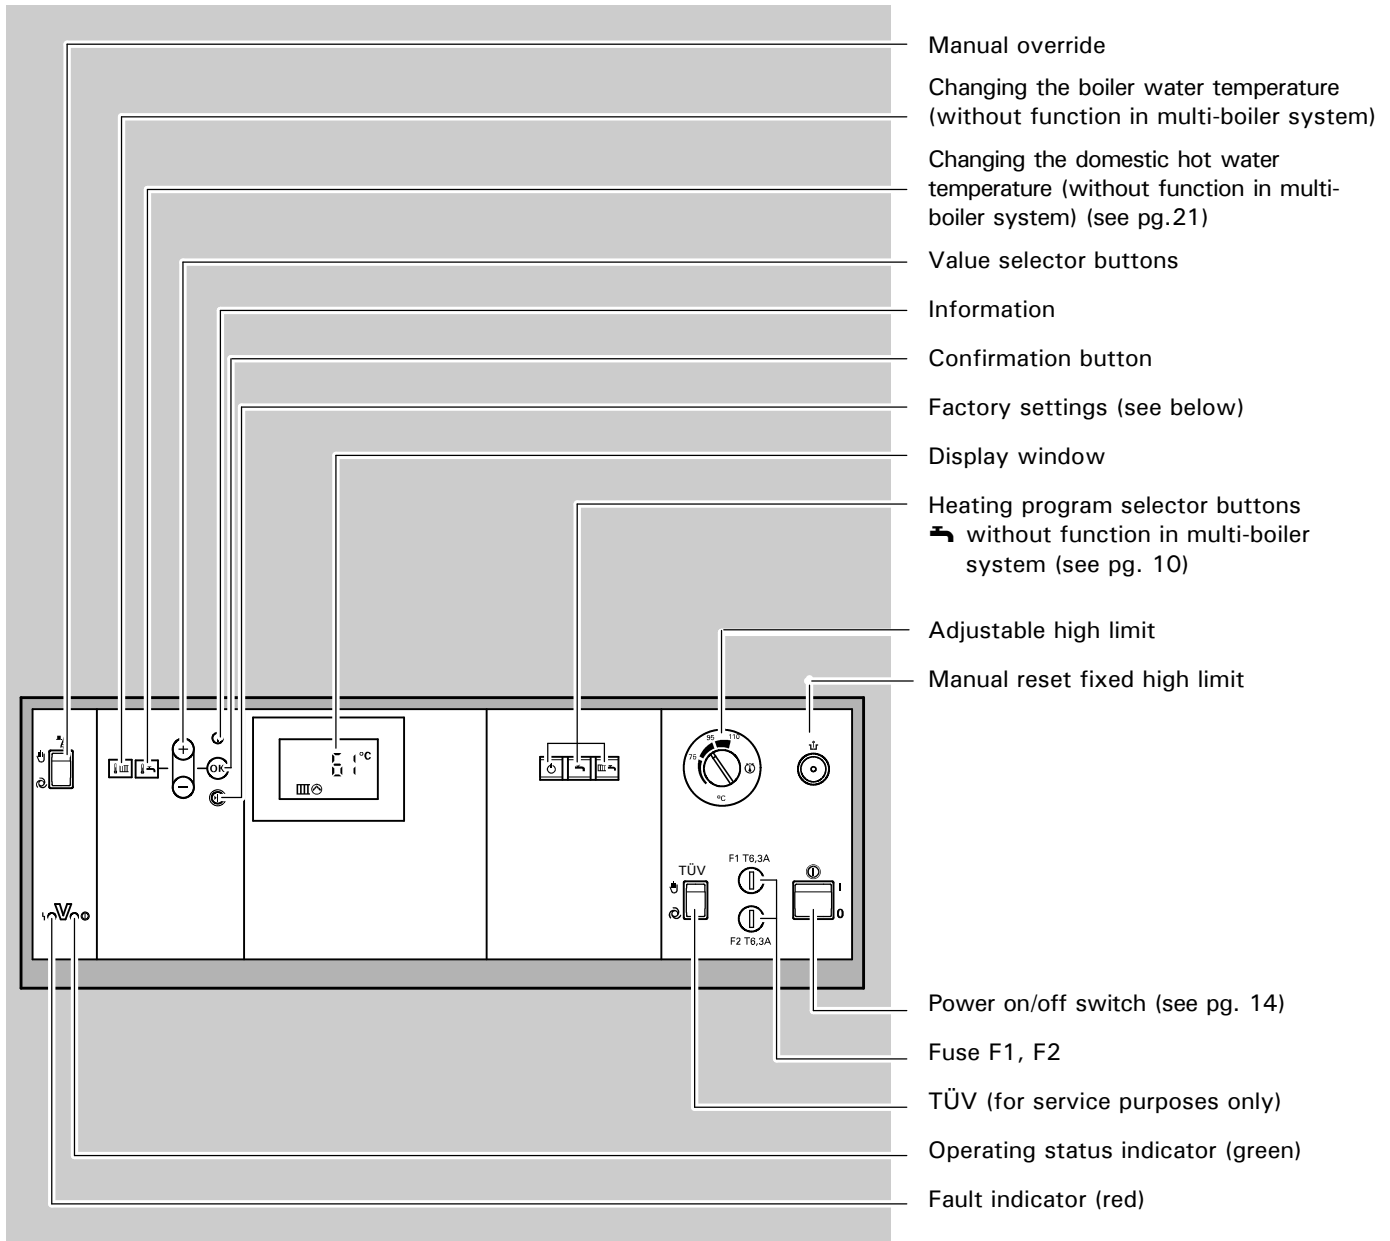 Manual override
Changing the boiler water temperature
(without function in multi-boiler system)
Changing the domestic hot water
temperature (without function in multi-
boiler system) (see pg.21)
Value selector buttons
Information
Confirmation button
Factory settings (see below)
Display window
Heating program selector buttons
without function in multi-boiler
system (see pg. 10)
Adjustable high limit
Manual reset fixed high limit
+
OK
−
61 °C
75 95 110
°C
TÜV
F1 T6,3A
F2 T6,3A
I
0
V
Power on/off switch (see pg. 14)
Fuse F1, F2
TÜV (for service purposes only)
Operating status indicator (green)
Fault indicator (red)